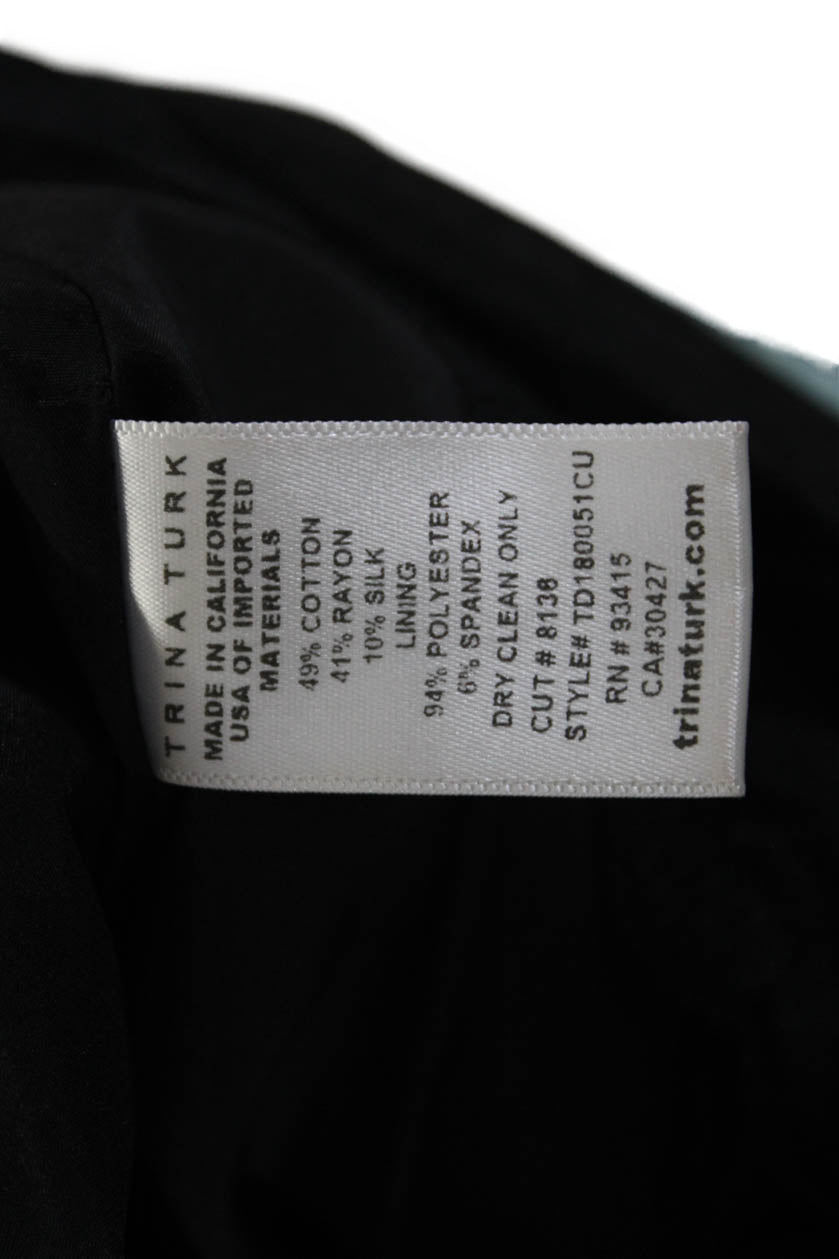 TRINA TURK
MADE IN CALIFORNIA
USA OF IMPORTED
MATERIALS
49% COTTON
41% RAYON
10% SILK
LINING
94% POLYESTER
6% SPANDEX
DRY CLEAN ONLY
CUT # 8138
STYLE# TD180051CU
RN # 93415
CA#30427
trinaturk.com